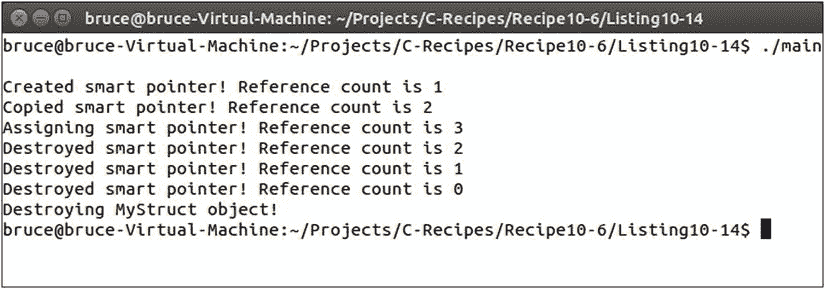 bruce@bruce-Virtual-Machine: ~/Projects/C-Recipes/Recipe10-6/Listing10-14
bruce@bruce-Virtual-Machine:~/Projects/C-Recipes/Recipe10-6/Listing10-14$ ./main
Created smart pointer! Reference count is 1
Copied smart pointer! Reference count is 2
Assigning smart pointer! Reference count is 3
Destroyed smart pointer! Reference count is 2
Destroyed smart pointer! Reference count is 1
Destroyed smart pointer! Reference count is 0
Destroying MyStruct object!
bruce@bruce-Virtual-Machine:~/Projects/C-Recipes/Recipe10-6/Listing10-14$